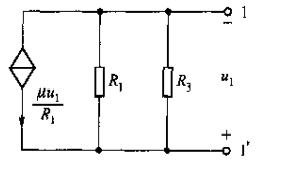 1
−
μu₁
R₁
R₁
R₃
u₁
+
1′